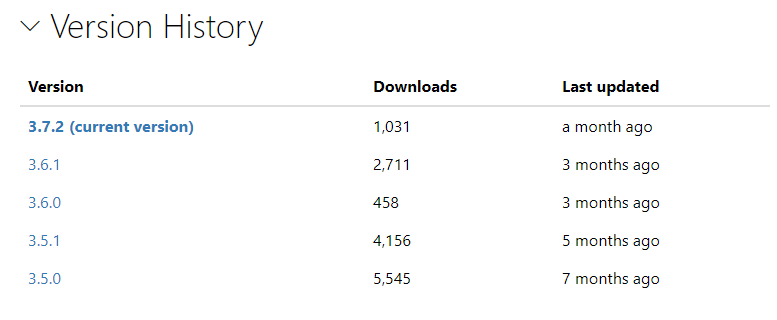 Version History
Version Downloads Last updated
3.7.2 (current version) 1,031 a month ago
3.6.1 2,711 3 months ago
3.6.0 458 3 months ago
3.5.1 4,156 5 months ago
3.5.0 5,545 7 months ago